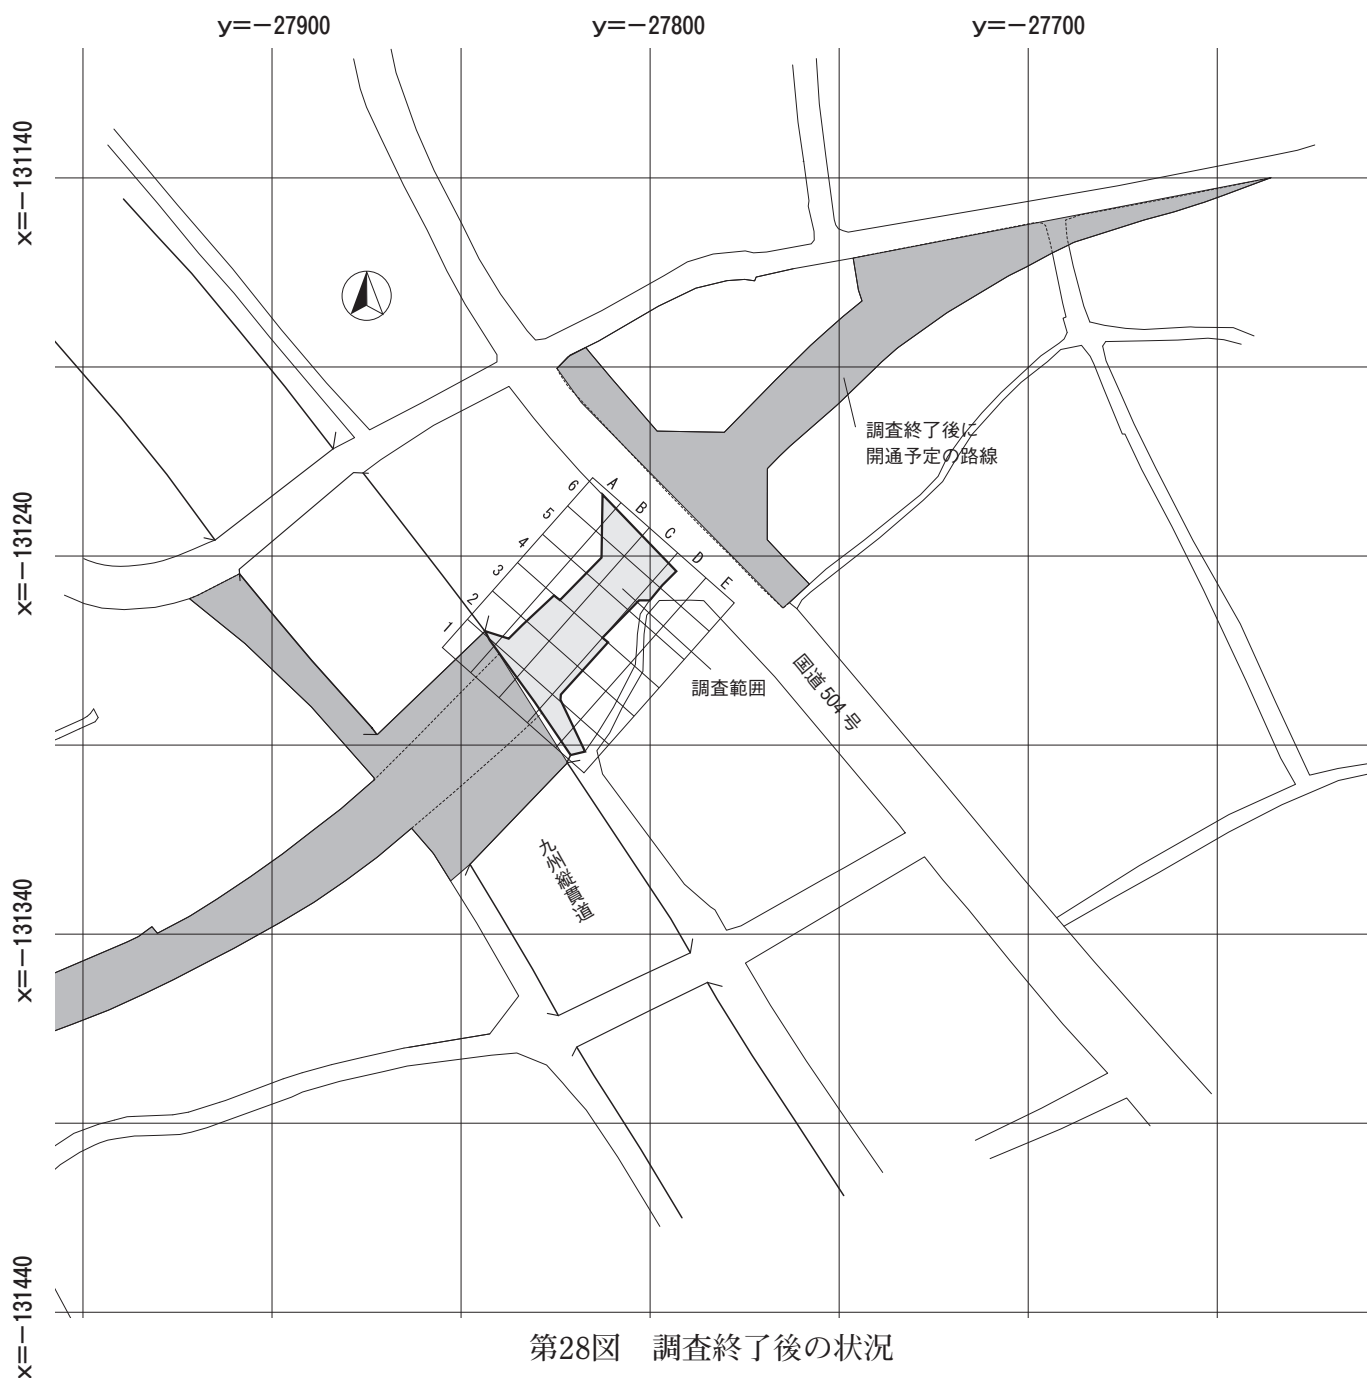 y=−27900
y=−27800
y=−27700
x=−131140
x=−131240
x=−131340
x=−131440
調査終了後に
開通予定の路線
6
5
4
3
2
1
A
B
C
D
E
調査範囲
国道504号
九州縦貫道
第28図 調査終了後の状況